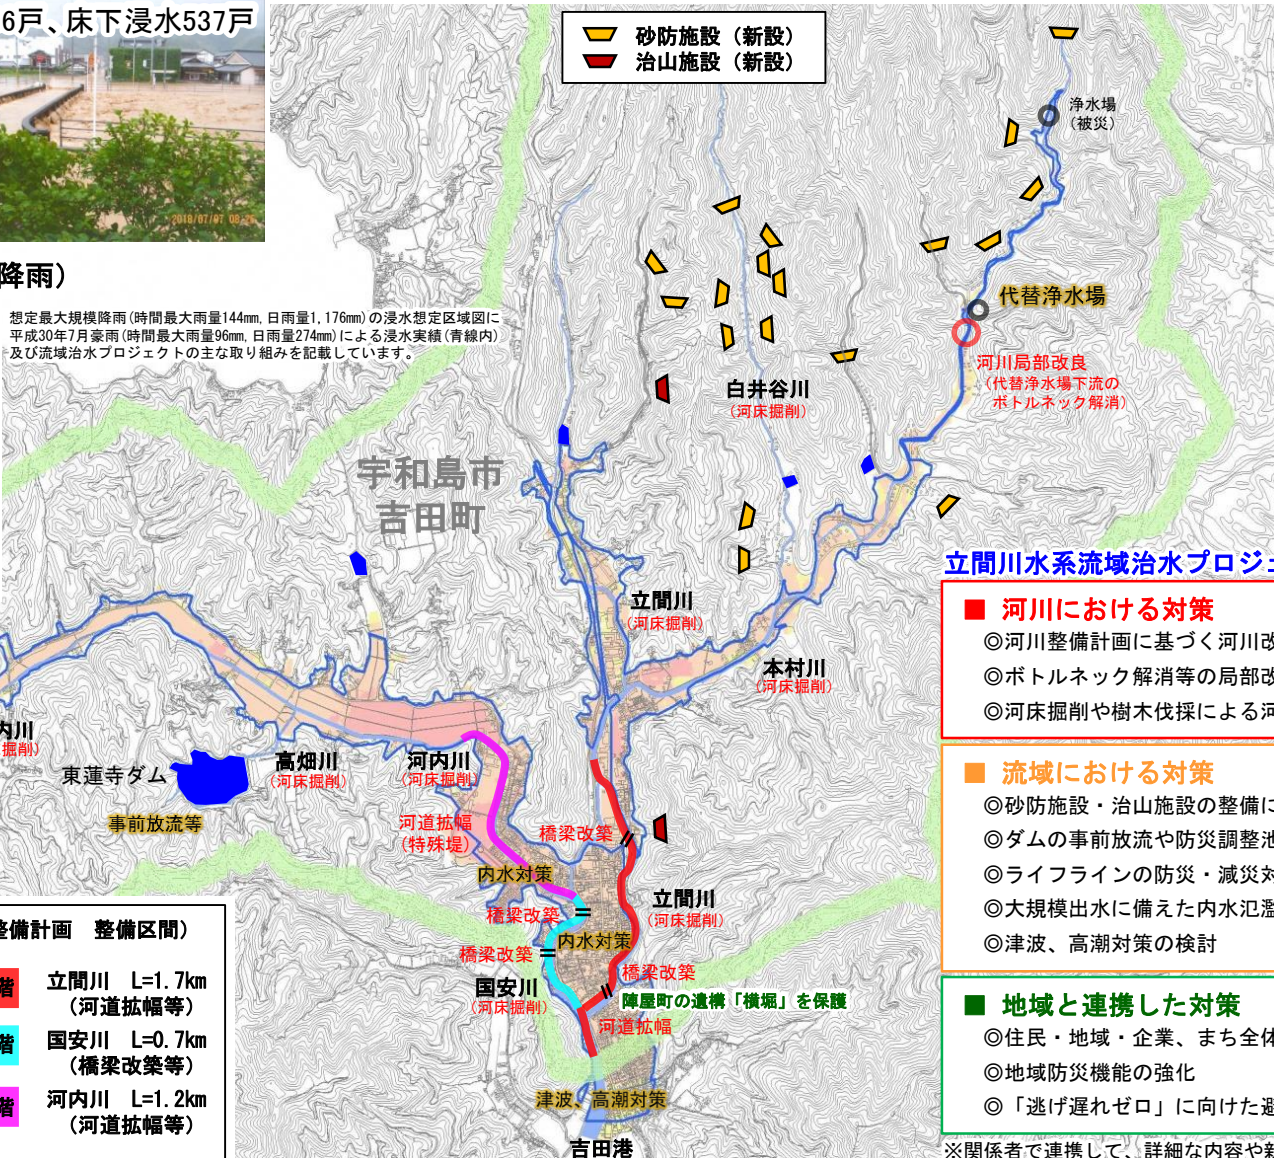 6戸、床下浸水537戸
2018/07/07
砂防施設（新設）
治山施設（新設）
浄水場
（被災）
降雨）
想定最大規模降雨(時間最大雨量144mm,日雨量1,176mm)の浸水想定区域図に
平成30年7月豪雨(時間最大雨量96mm,日雨量274mm)による浸水実績(青線内)
及び流域治水プロジェクトの主な取り組みを記載しています。
代替浄水場
河川局部改良
（代替浄水場下流の
ボトルネック解消）
白井谷川
（河床掘削）
宇和島市
吉田町
立間川
（河床掘削）
本村川
（河床掘削）
内川
掘削）
東蓮寺ダム
事前放流等
高畑川
（河床掘削）
河内川
（河床掘削）
河道拡幅
（特殊堤）
橋梁改築
内水対策
橋梁改築
立間川
（河床掘削）
内水対策
橋梁改築
国安川
（河床掘削）
橋梁改築
陣屋町の遺構「横堀」を保護
河道拡幅
津波、高潮対策
吉田港
整備計画　整備区間）
階 立間川　L=1.7km
（河道拡幅等）
階 国安川　L=0.7km
（橋梁改築等）
階 河内川　L=1.2km
（河道拡幅等）
立間川水系流域治水プロジェ
■ 河川における対策
◎河川整備計画に基づく河川改
◎ボトルネック解消等の局部改
◎河床掘削や樹木伐採による河
■ 流域における対策
◎砂防施設・治山施設の整備に
◎ダムの事前放流や防災調整池
◎ライフラインの防災・減災対
◎大規模出水に備えた内水氾濫
◎津波、高潮対策の検討
■ 地域と連携した対策
◎住民・地域・企業、まち全体
◎地域防災機能の強化
◎「逃げ遅れゼロ」に向けた避
※関係者で連携して、詳細な内容や新